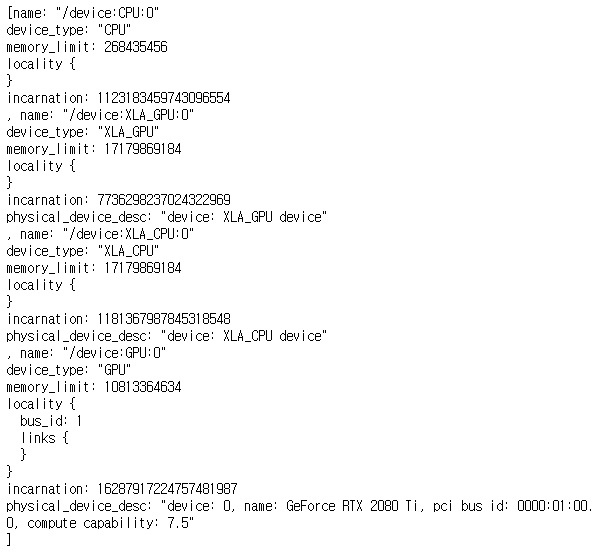 [name: "/device:CPU:0"
device_type: "CPU"
memory_limit: 268435456
locality {
}
incarnation: 1123183459743096554
, name: "/device:XLA_GPU:0"
device_type: "XLA_GPU"
memory_limit: 17179869184
locality {
}
incarnation: 7736298237024322969
physical_device_desc: "device: XLA_GPU device"
, name: "/device:XLA_CPU:0"
device_type: "XLA_CPU"
memory_limit: 17179869184
locality {
}
incarnation: 1181367987845318548
physical_device_desc: "device: XLA_CPU device"
, name: "/device:GPU:0"
device_type: "GPU"
memory_limit: 10813364634
locality {
  bus_id: 1
  links {
  }
}
incarnation: 16287917224757481987
physical_device_desc: "device: 0, name: GeForce RTX 2080 Ti, pci bus id: 0000:01:00.
0, compute capability: 7.5"
]